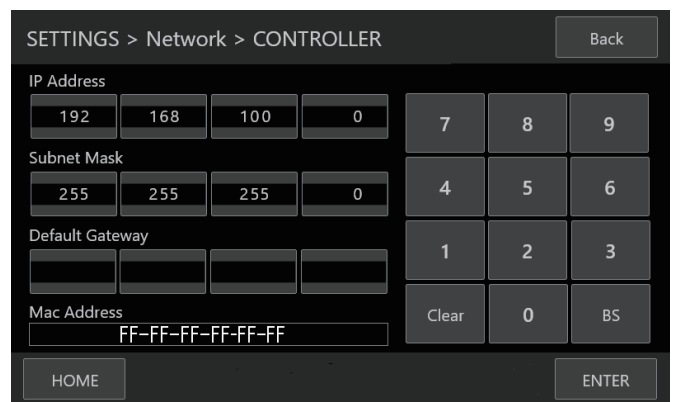 SETTINGS > Network > CONTROLLER Back
IP Address
192 168 100 0
7 8 9
Subnet Mask
255 255 255 0
4 5 6
Default Gateway
1 2 3
Mac Address
FF-FF-FF-FF-FF-FF
Clear 0 BS
HOME ENTER